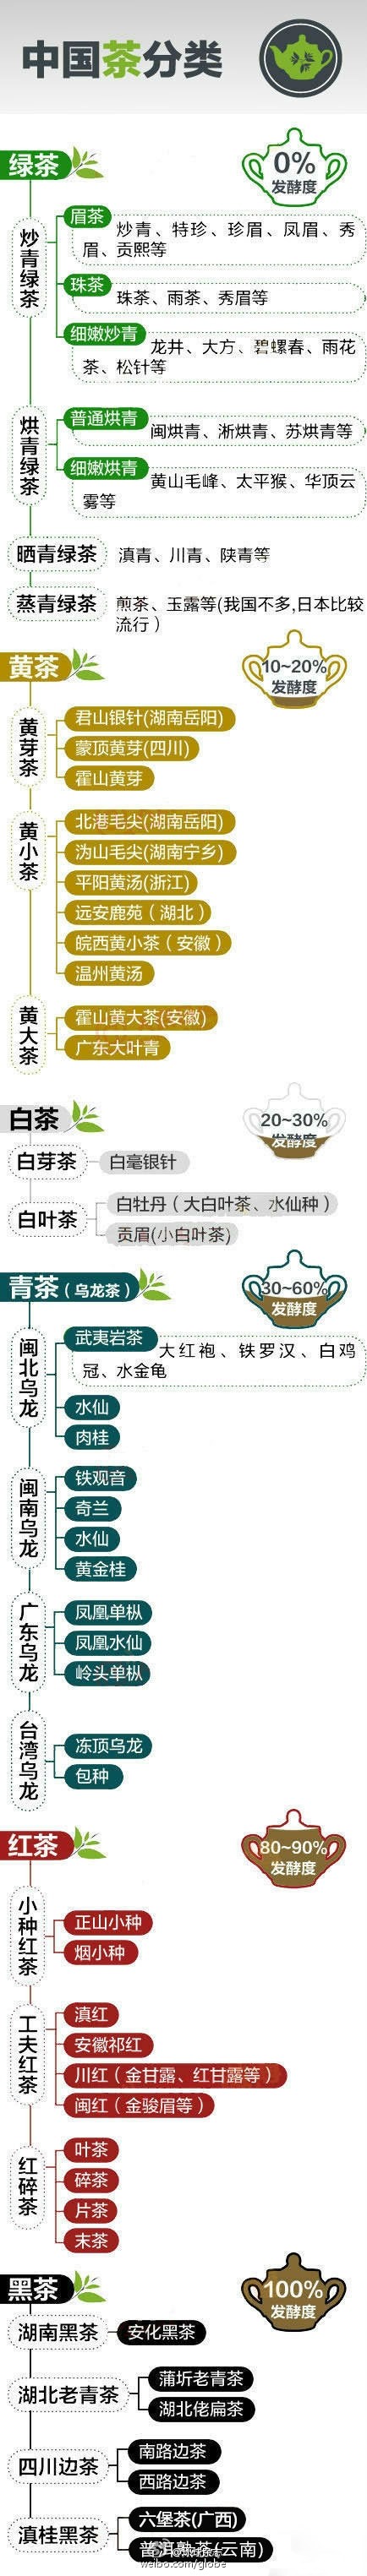 中国茶分类
绿茶
0%
发酵度
炒青绿茶
眉茶
炒青、特珍、珍眉、凤眉、秀
眉、贡熙等
珠茶
珠茶、雨茶、秀眉等
细嫩炒青
龙井、大方、碧螺春、雨花
茶、松针等
烘青绿茶
普通烘青
闽烘青、浙烘青、苏烘青等
细嫩烘青
黄山毛峰、太平猴、华顶云
雾等
晒青绿茶
滇青、川青、陕青等
蒸青绿茶
煎茶、玉露等(我国不多,日本比较
流行）
黄茶
10~20%
发酵度
黄芽茶
君山银针(湖南岳阳)
蒙顶黄芽(四川)
霍山黄芽
黄小茶
北港毛尖(湖南岳阳)
沩山毛尖(湖南宁乡)
平阳黄汤(浙江)
远安鹿苑（湖北）
皖西黄小茶（安徽）
温州黄汤
黄大茶
霍山黄大茶(安徽)
广东大叶青
白茶
20~30%
发酵度
白芽茶
白毫银针
白叶茶
白牡丹（大白叶茶、水仙种）
贡眉(小白叶茶)
青茶（乌龙茶）
30~60%
发酵度
闽北乌龙
武夷岩茶
大红袍、铁罗汉、白鸡
冠、水金龟
水仙
肉桂
闽南乌龙
铁观音
奇兰
水仙
黄金桂
广东乌龙
凤凰单枞
凤凰水仙
岭头单枞
台湾乌龙
冻顶乌龙
包种
红茶
80~90%
发酵度
小种红茶
正山小种
烟小种
工夫红茶
滇红
安徽祁红
川红（金甘露、红甘露等）
闽红（金骏眉等）
红碎茶
叶茶
碎茶
片茶
末茶
黑茶
100%
发酵度
湖南黑茶
安化黑茶
湖北老青茶
蒲圻老青茶
湖北佬扁茶
四川边茶
南路边茶
西路边茶
滇桂黑茶
六堡茶(广西)
普洱熟茶(云南)
weibo.com/globe